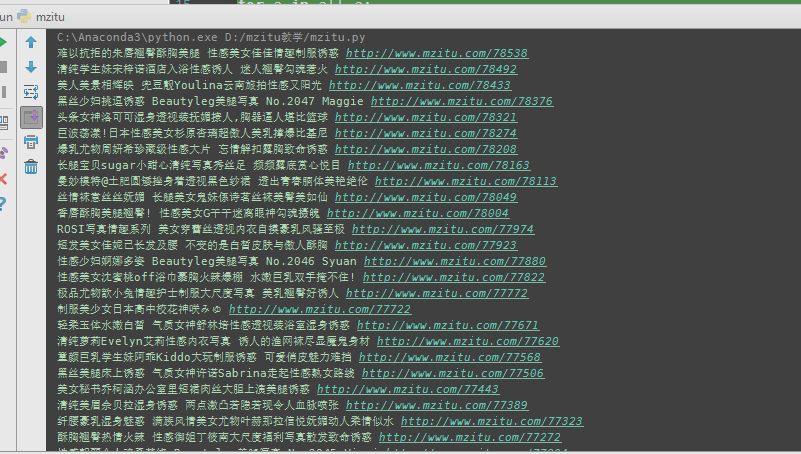 un mzitu
C:\Anaconda3\python.exe D:/mzitu教学/mzitu.py
难以抗拒的朱唇翘臀酥胸美腿 性感美女佳佳情趣制服诱惑 http://www.mzitu.com/78538
清纯学生妹宋梓诺酒店入浴性感诱人 迷人翘臀勾魂惹火 http://www.mzitu.com/78492
美人美景相辉映 兜豆靓Youlina云南旅拍性感又阳光 http://www.mzitu.com/78433
黑丝少妇挑逗诱惑 Beautyleg美腿写真 No.2047 Maggie http://www.mzitu.com/78376
头条女神洛可可湿身透视装抚媚撩人,胸器逼人堪比篮球 http://www.mzitu.com/78321
巨波荡漾!日本性感美女杉原杏璃超傲人美乳撑爆比基尼 http://www.mzitu.com/78274
爆乳尤物周妍希珍藏级性感大片 忘情解扣露胸致命诱惑 http://www.mzitu.com/78208
长腿宝贝sugar小甜心清纯写真秀丝足 频频露底赏心悦目 http://www.mzitu.com/78163
曼妙模特@土肥圆矮挫身着透视黑色纱裙 透出青春胴体美艳绝伦 http://www.mzitu.com/78113
丝情袜意丝丝妩媚 长腿美女鬼妹偞诗茗丝袜美臀美如仙 http://www.mzitu.com/78049
香唇酥胸美腿翘臀! 性感美女G干干迷离眼神勾魂摄魄 http://www.mzitu.com/78004
ROSI写真情趣系列 美女穿蕾丝透视内衣自摸豪乳风骚至极 http://www.mzitu.com/77974
短发美女佳妮已长发及腰 不变的是白皙皮肤与傲人酥胸 http://www.mzitu.com/77923
性感少妇婀娜多姿 Beautyleg美腿写真 No.2046 Syuan http://www.mzitu.com/77880
性感美女沈蜜桃off浴巾裹胸火辣爆棚 水嫩巨乳双手掩不住! http://www.mzitu.com/77822
极品尤物歆小兔情趣护士制服大尺度写真 美乳翘臀好诱人 http://www.mzitu.com/77772
制服美少女日本高中校花神咲みゅ http://www.mzitu.com/77722
轻柔玉体水嫩白皙 气质女神舒林培性感透视装浴室湿身诱惑 http://www.mzitu.com/77671
清纯萝莉Evelyn艾莉性感内衣写真 诱人的渔网袜尽显魔鬼身材 http://www.mzitu.com/77620
童颜巨乳学生妹阿乖Kiddo大玩制服诱惑 可爱俏皮魅力难挡 http://www.mzitu.com/77568
黑丝美腿床上诱惑 气质女神许诺Sabrina走起性感熟女路线 http://www.mzitu.com/77506
美女秘书乔柯涵办公室里短裙肉丝大胆上演美腿诱惑 http://www.mzitu.com/77443
清纯美眉佘贝拉湿身诱惑 两点激凸若隐若现令人血脉喷张 http://www.mzitu.com/77389
纤腰豪乳湿身魅惑 满族风情美女尤物叶赫那拉信悦妩媚动人柔情似水 http://www.mzitu.com/77323
酥胸翘臀热情火辣 性感御姐丁筱南大尺度福利写真散发致命诱惑 http://www.mzitu.com/77272